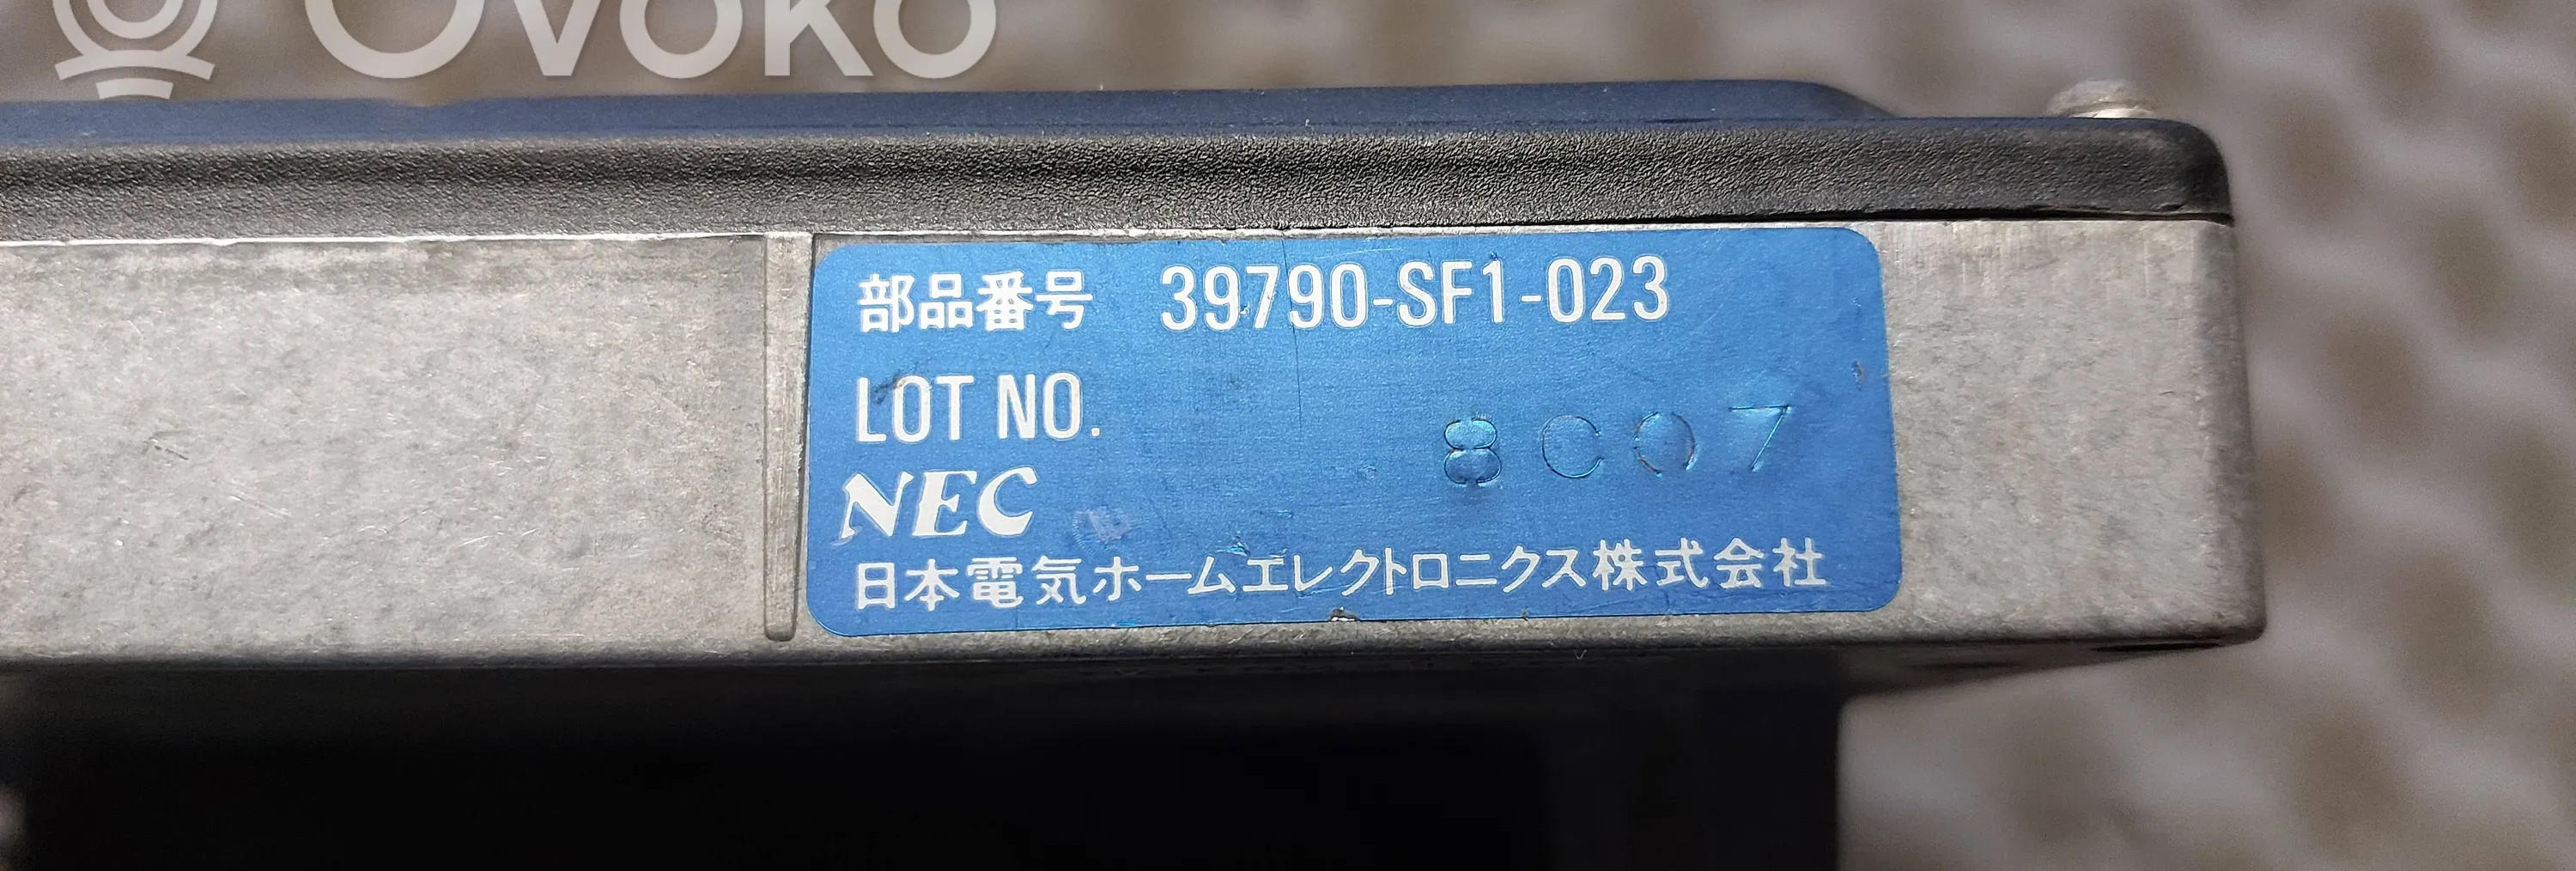 OVOKO
部品番号 39790-SF1-023
LOT NO. 8C07
NEC
日本電気ホームエレクトロニクス株式会社